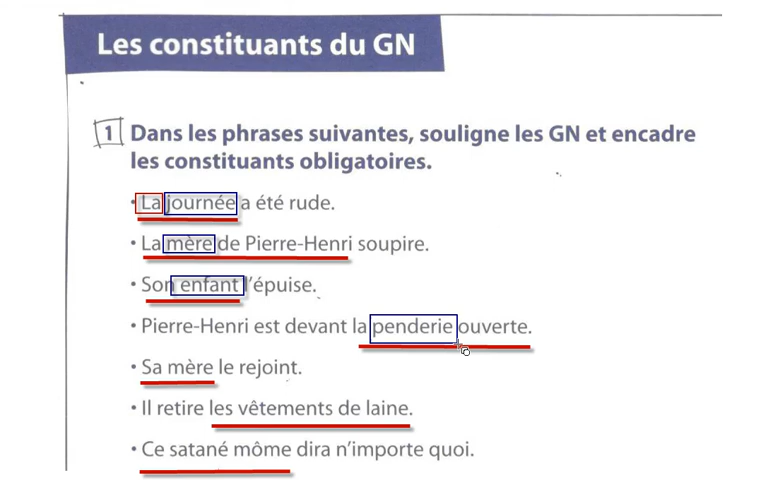 Les constituants du GN
1 Dans les phrases suivantes, souligne les GN et encadre
les constituants obligatoires.
• La journée a été rude.
• La mère de Pierre-Henri soupire.
• Son enfant l'épuise.
• Pierre-Henri est devant la penderie ouverte.
• Sa mère le rejoint.
• Il retire les vêtements de laine.
• Ce satané môme dira n'importe quoi.